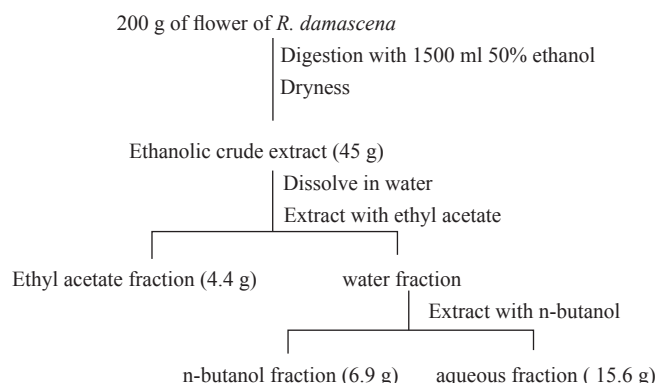 200 g of flower of R. damascena
Digestion with 1500 ml 50% ethanol
Dryness
Ethanolic crude extract (45 g)
Dissolve in water
Extract with ethyl acetate
Ethyl acetate fraction (4.4 g)
water fraction
Extract with n-butanol
n-butanol fraction (6.9 g)
aqueous fraction ( 15.6 g)